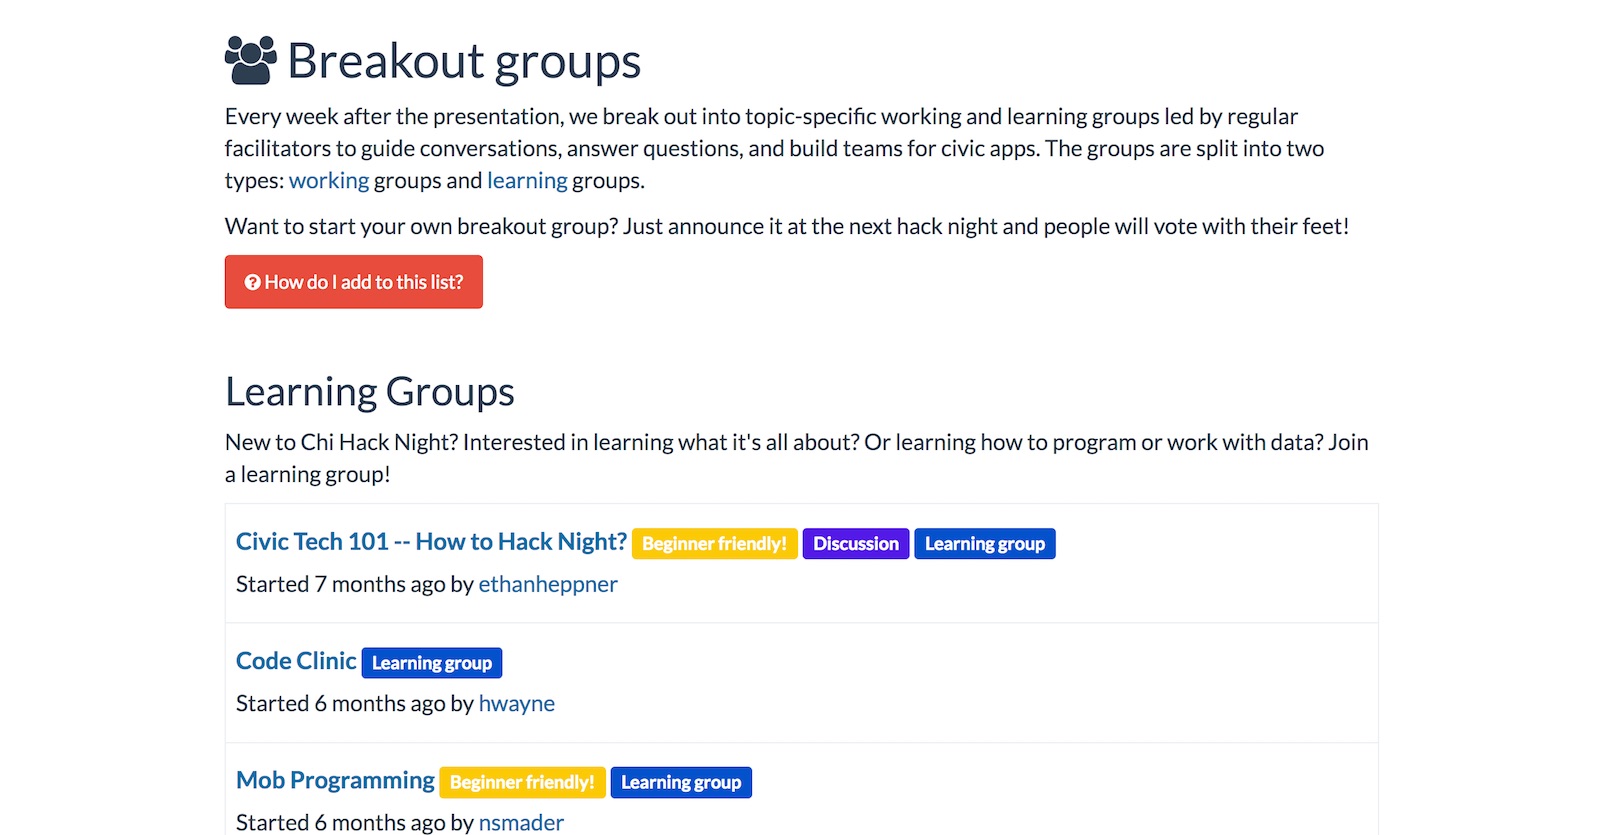 Breakout groups
Every week after the presentation, we break out into topic-specific working and learning groups led by regular
facilitators to guide conversations, answer questions, and build teams for civic apps. The groups are split into two
types: working groups and learning groups.
Want to start your own breakout group? Just announce it at the next hack night and people will vote with their feet!
How do I add to this list?
Learning Groups
New to Chi Hack Night? Interested in learning what it's all about? Or learning how to program or work with data? Join
a learning group!
Civic Tech 101 -- How to Hack Night? Beginner friendly! Discussion Learning group
Started 7 months ago by ethanheppner
Code Clinic Learning group
Started 6 months ago by hwayne
Mob Programming Beginner friendly! Learning group
Started 6 months ago by nsmader